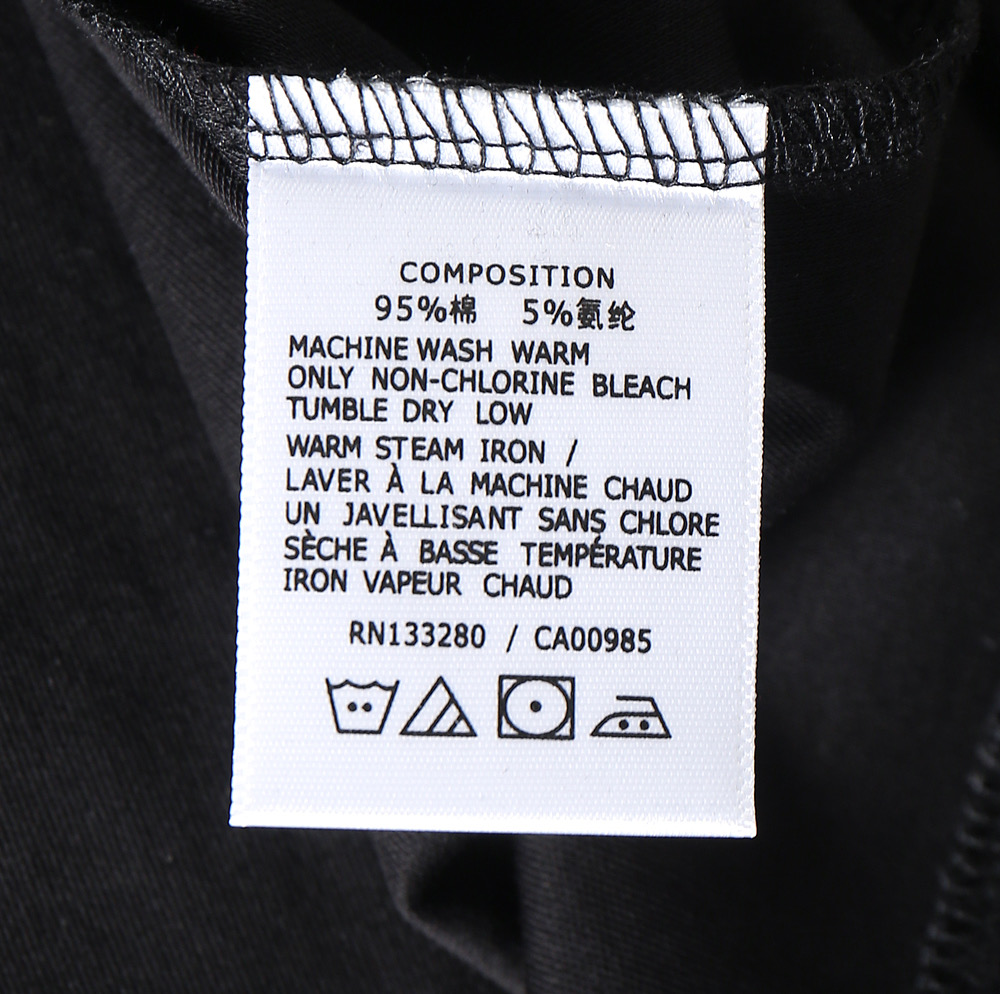 COMPOSITION
95%棉 5%氨纶
MACHINE WASH WARM
ONLY NON-CHLORINE BLEACH
TUMBLE DRY LOW
WARM STEAM IRON /
LAVER À LA MACHINE CHAUD
UN JAVELLISANT SANS CHLORE
SÈCHE À BASSE TEMPÉRATURE
IRON VAPEUR CHAUD
RN133280 / CA00985